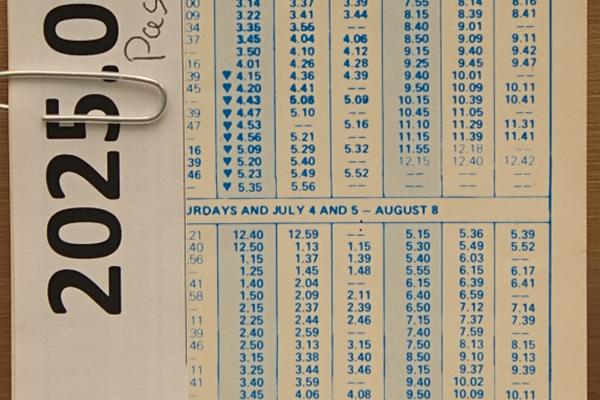 2025.0
Pas
00 3.14 3.37 3.39 7.55 8.14 8.16
09 3.22 3.41 3.44 8.15 8.39 8.41
34 3.35 3.56 -- 8.40 9.01 --
37 3.45 4.04 4.06 8.50 9.09 9.11
3.50 4.10 4.12 9.15 9.40 9.42
16 4.01 4.26 4.28 9.25 9.45 9.47
39 ♥ 4.15 4.36 4.39 9.40 10.01 --
45 ♥ 4.20 4.41 -- 9.50 10.09 10.11
♥ 4.43 5.06 5.09 10.15 10.39 10.41
39 ♥ 4.47 5.10 -- 10.45 11.05 --
47 ♥ 4.53 -- 5.16 11.10 11.29 11.31
-- ♥ 4.56 5.21 -- 11.15 11.39 11.41
16 ♥ 5.09 5.29 5.32 11.55 12.18 --
39 ♥ 5.20 5.40 -- 12.15 12.40 12.42
46 ♥ 5.23 5.49 5.52 -- -- --
-- ♥ 5.35 5.56 -- -- -- --
URDAYS AND JULY 4 AND 5 – AUGUST 8
21 12.40 12.59 -- 5.15 5.36 5.39
40 12.50 1.13 1.15 5.30 5.49 5.52
56 1.15 1.37 1.39 5.40 6.03 --
- 1.25 1.45 1.48 5.55 6.15 6.17
41 1.40 2.04 -- 6.15 6.39 6.41
58 1.50 2.09 2.11 6.40 6.59 --
- 2.15 2.37 2.39 6.50 7.12 7.14
11 2.25 2.44 2.46 7.15 7.37 7.39
39 2.40 2.59 -- 7.40 7.59 --
46 2.50 3.13 3.15 7.50 8.13 8.15
- 3.15 3.38 3.40 8.50 9.10 9.13
11 3.25 3.44 3.46 9.15 9.37 9.39
41 3.40 3.59 -- 9.40 10.02 --
3.45 4.06 4.08 9.50 10.09 10.11